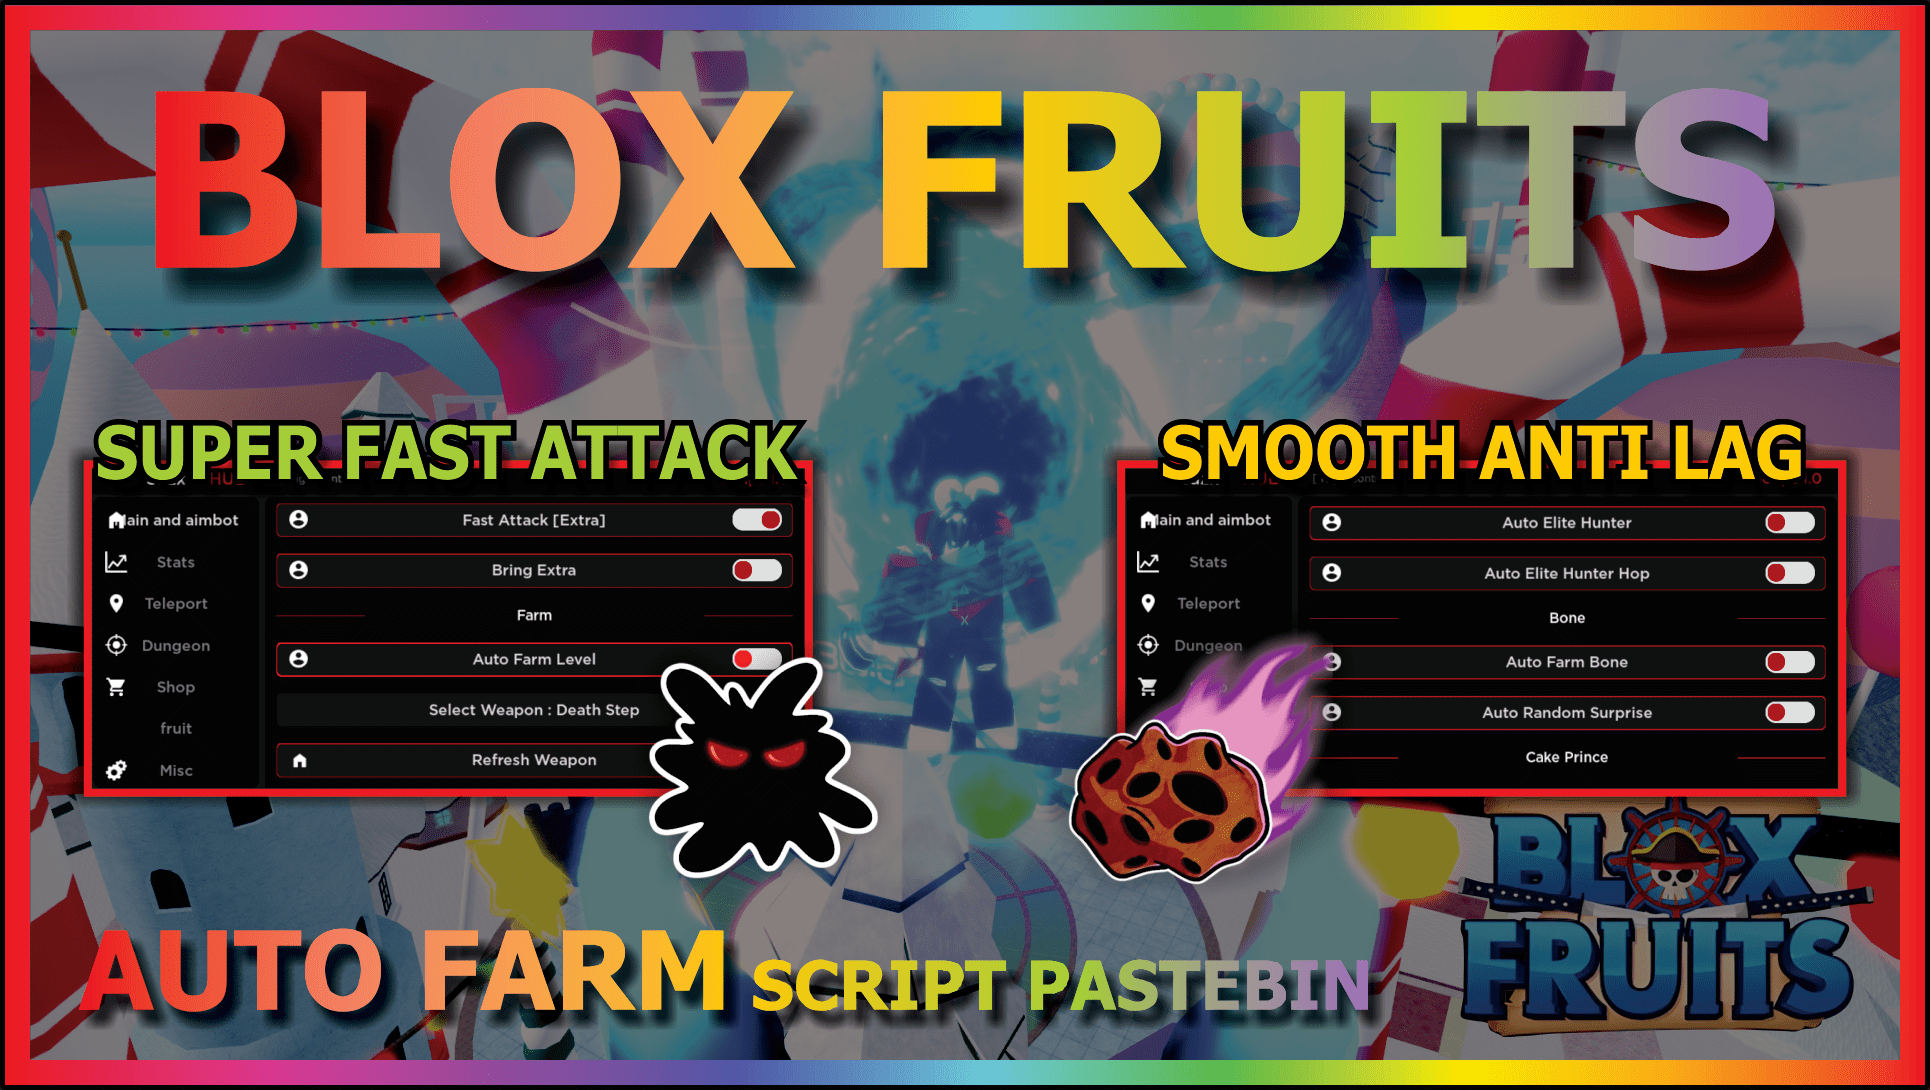 BLOX FRUITS
SUPER FAST ATTACK
HUB
ain and aimbot
Stats
Teleport
Dungeon
Shop
fruit
Misc
Fast Attack [Extra]
Bring Extra
Farm
Auto Farm Level
Select Weapon : Death Step
Refresh Weapon
SMOOTH ANTI LAG
ain and aimbot
Stats
Teleport
Dungeon
Auto Elite Hunter
Auto Elite Hunter Hop
Bone
Auto Farm Bone
Auto Random Surprise
Cake Prince
BLOX
FRUITS
AUTO FARM SCRIPT PASTEBIN